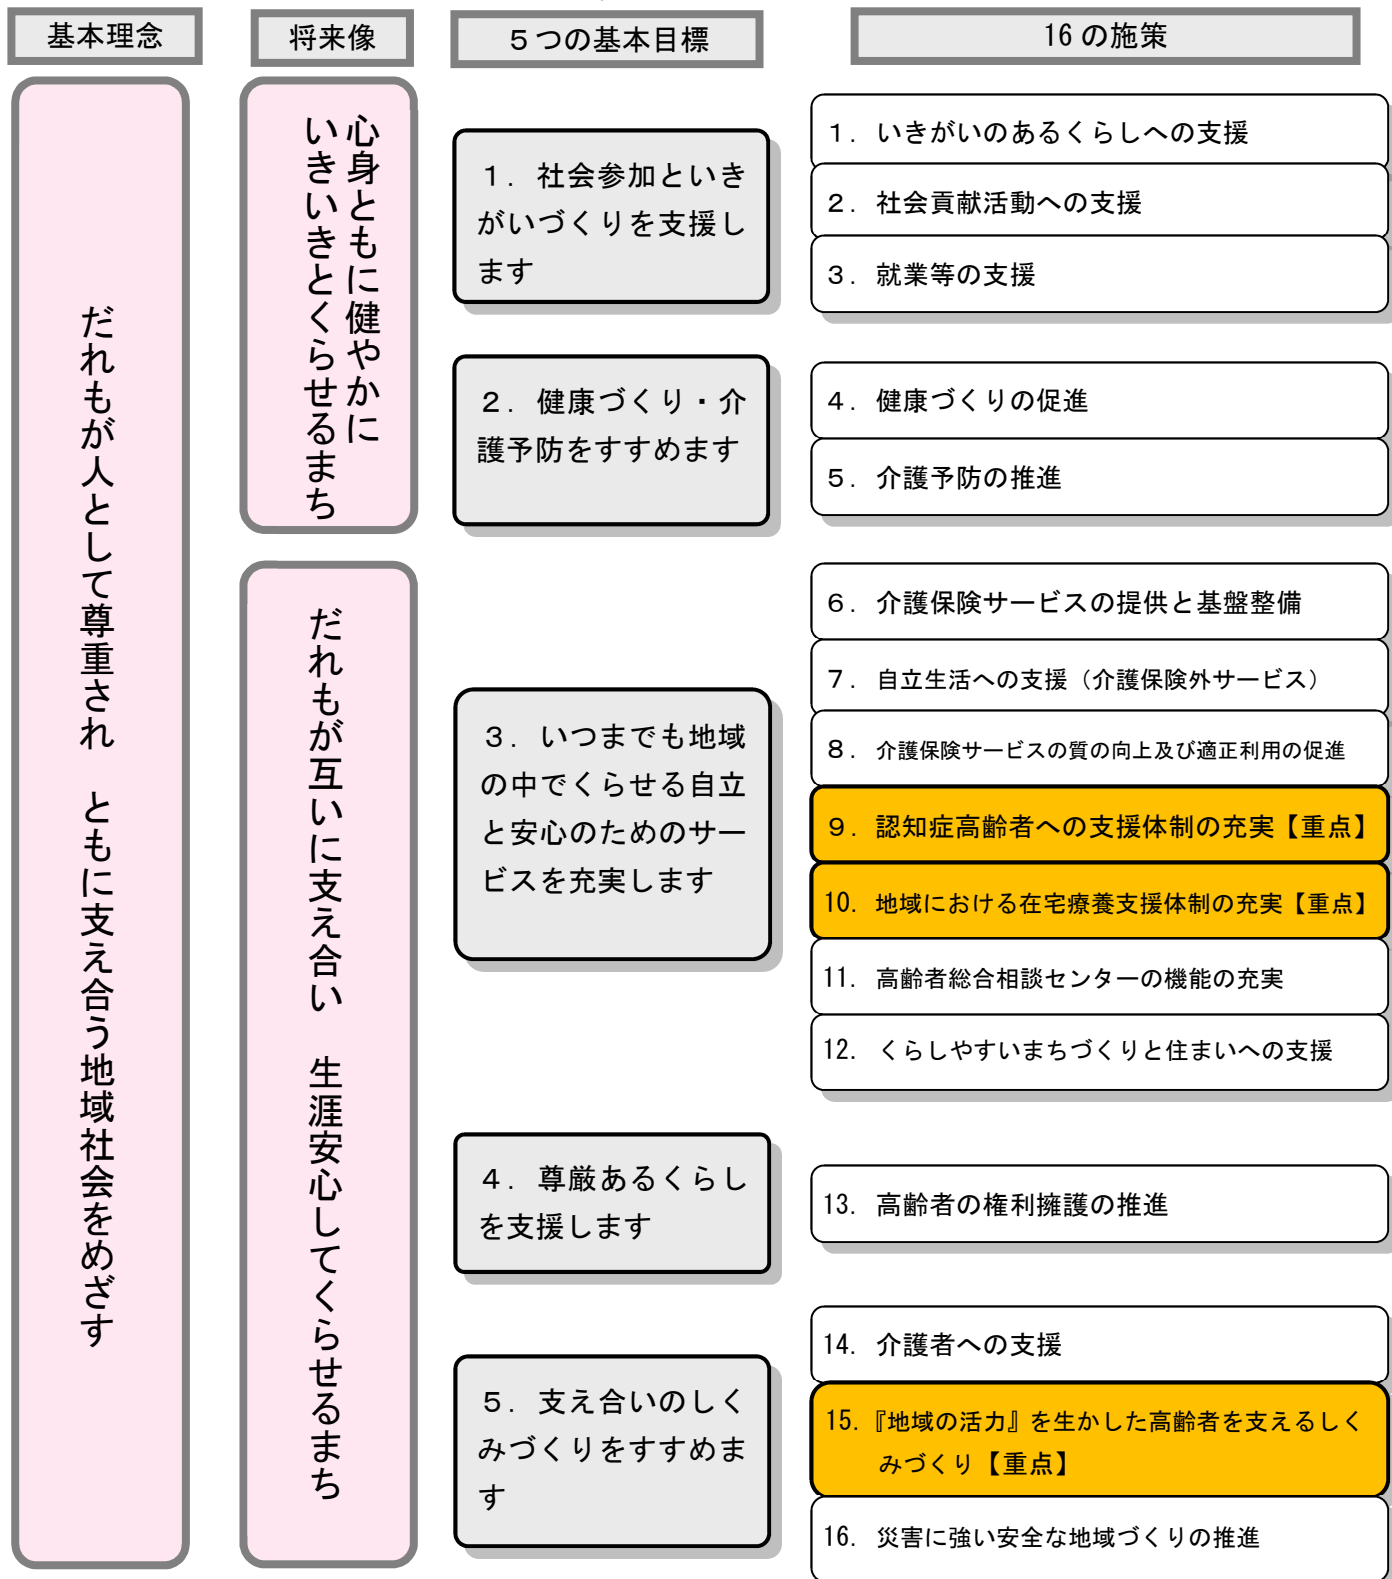 基本理念
将来像
５つの基本目標
16 の施策
だれもが人として尊重され　ともに支え合う地域社会をめざす
心身ともに健やかに
いきいきとくらせるまち
１．社会参加といき
がいづくりを支援し
ます
１．いきがいのあるくらしへの支援
２．社会貢献活動への支援
３．就業等の支援
２．健康づくり・介
護予防をすすめます
４．健康づくりの促進
５．介護予防の推進
だれもが互いに支え合い　生涯安心してくらせるまち
３．いつまでも地域
の中でくらせる自立
と安心のためのサー
ビスを充実します
６．介護保険サービスの提供と基盤整備
７．自立生活への支援（介護保険外サービス）
８．介護保険サービスの質の向上及び適正利用の促進
９．認知症高齢者への支援体制の充実【重点】
10．地域における在宅療養支援体制の充実【重点】
11．高齢者総合相談センターの機能の充実
12．くらしやすいまちづくりと住まいへの支援
４．尊厳あるくらし
を支援します
13．高齢者の権利擁護の推進
５．支え合いのしく
みづくりをすすめま
す
14．介護者への支援
15．『地域の活力』を生かした高齢者を支えるしく
みづくり【重点】
16．災害に強い安全な地域づくりの推進